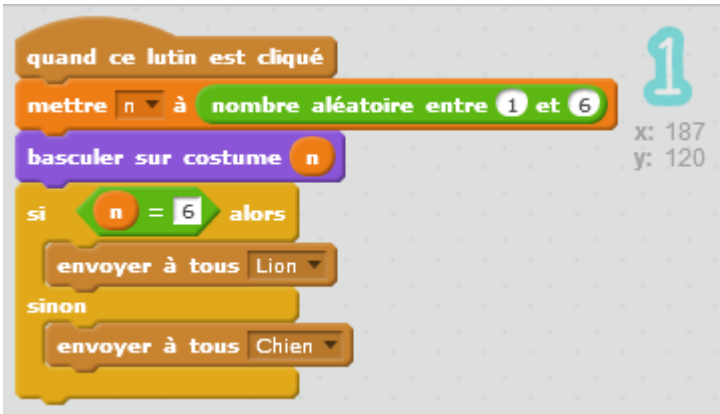 quand ce lutin est cliqué
mettre n à nombre aléatoire entre 1 et 6
basculer sur costume n
si n = 6 alors
envoyer à tous Lion
sinon
envoyer à tous Chien
1
x: 187
y: 120